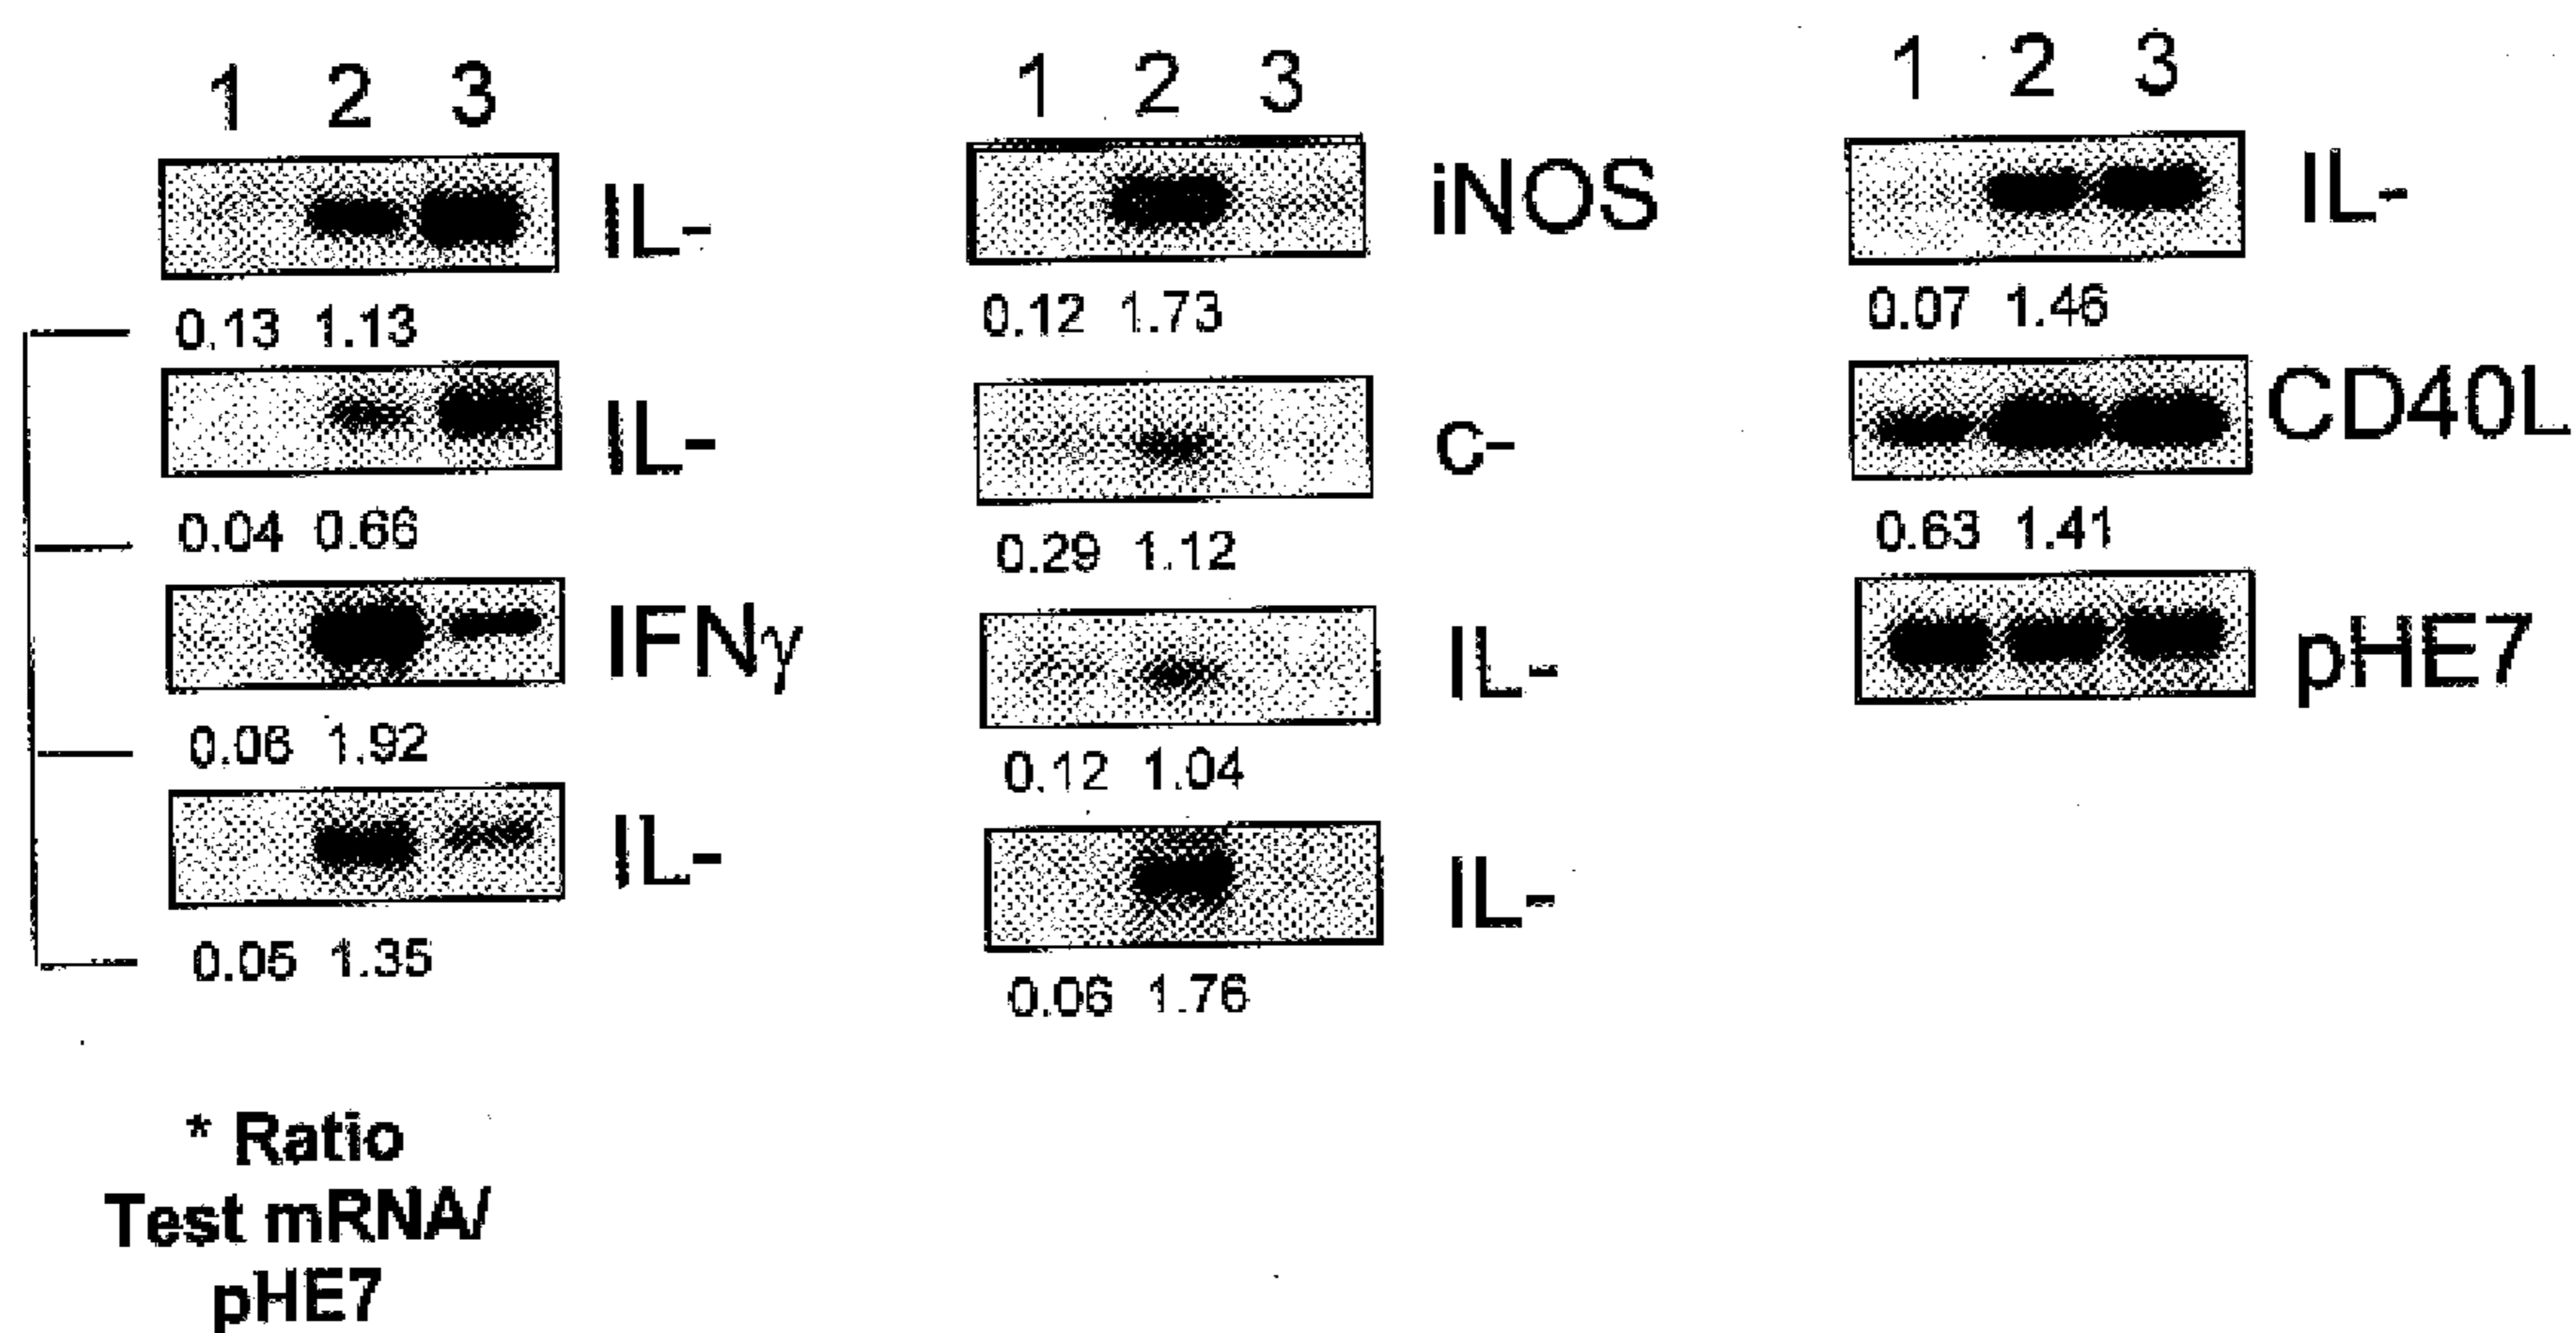 1 2 3
IL-
0.13 1.13
IL-
0.04 0.66
IFNγ
0.06 1.92
IL-
0.05 1.35
* Ratio
Test mRNA/
pHE7
1 2 3
iNOS
0.12 1.73
c-
0.29 1.12
IL-
0.12 1.04
IL-
0.06 1.76
1 2 3
IL-
0.07 1.46
CD40L
0.63 1.41
pHE7